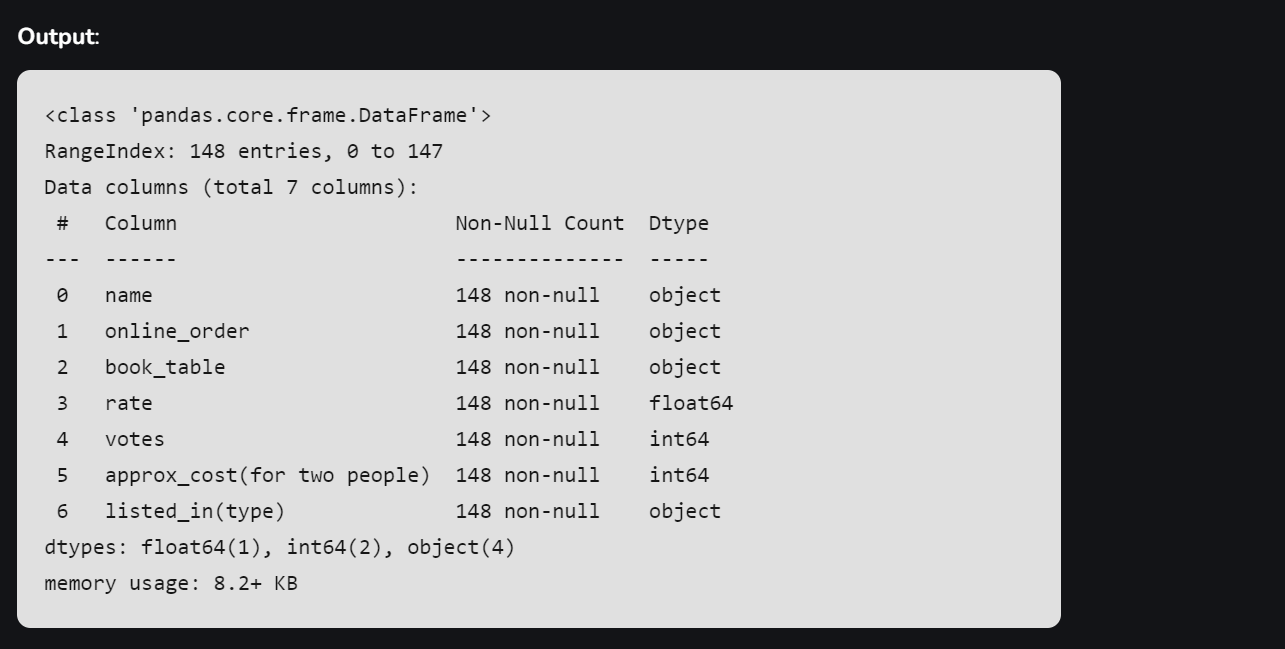 Output:
<class 'pandas.core.frame.DataFrame'>
RangeIndex: 148 entries, 0 to 147
Data columns (total 7 columns):
 #   Column                       Non-Null Count  Dtype
---  ------                       --------------  -----
 0   name                         148 non-null    object
 1   online_order                 148 non-null    object
 2   book_table                   148 non-null    object
 3   rate                         148 non-null    float64
 4   votes                        148 non-null    int64
 5   approx_cost(for two people)  148 non-null    int64
 6   listed_in(type)              148 non-null    object
dtypes: float64(1), int64(2), object(4)
memory usage: 8.2+ KB